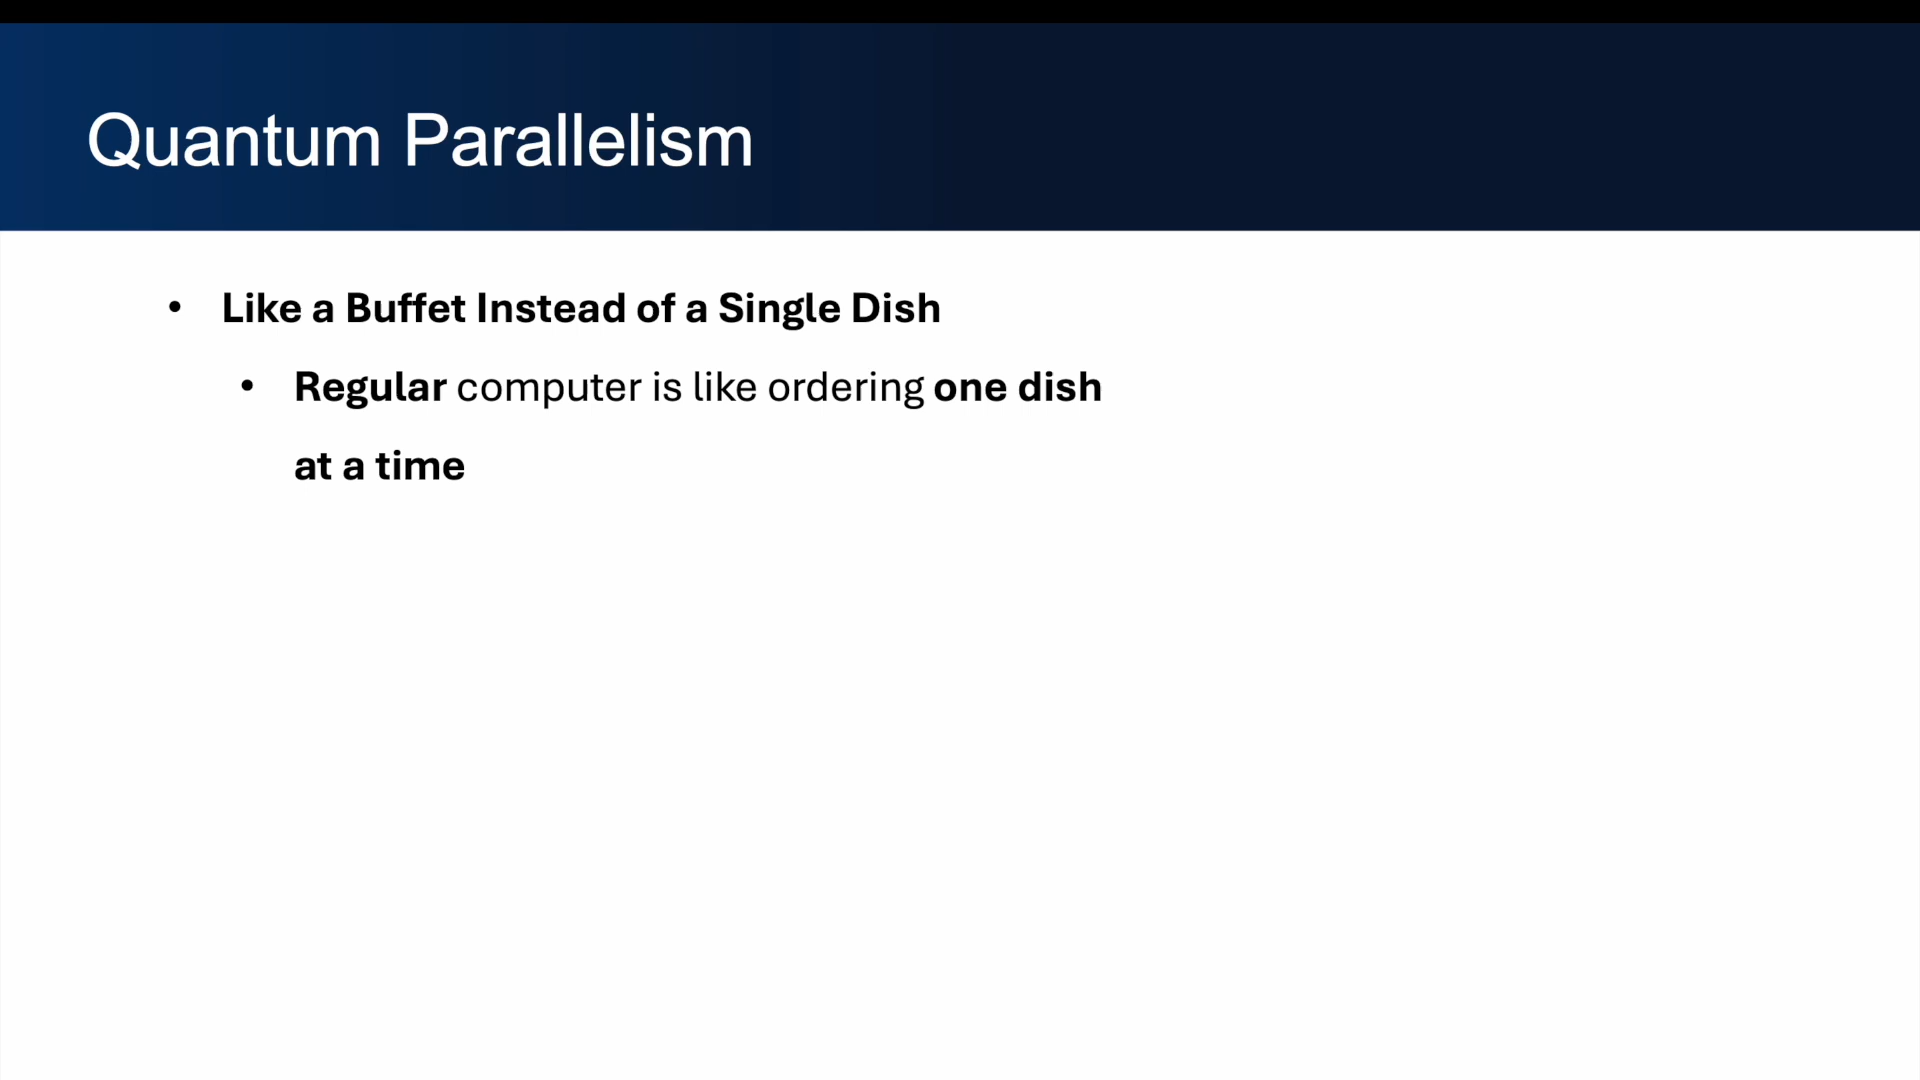 Quantum Parallelism
• Like a Buffet Instead of a Single Dish
• Regular computer is like ordering one dish
at a time